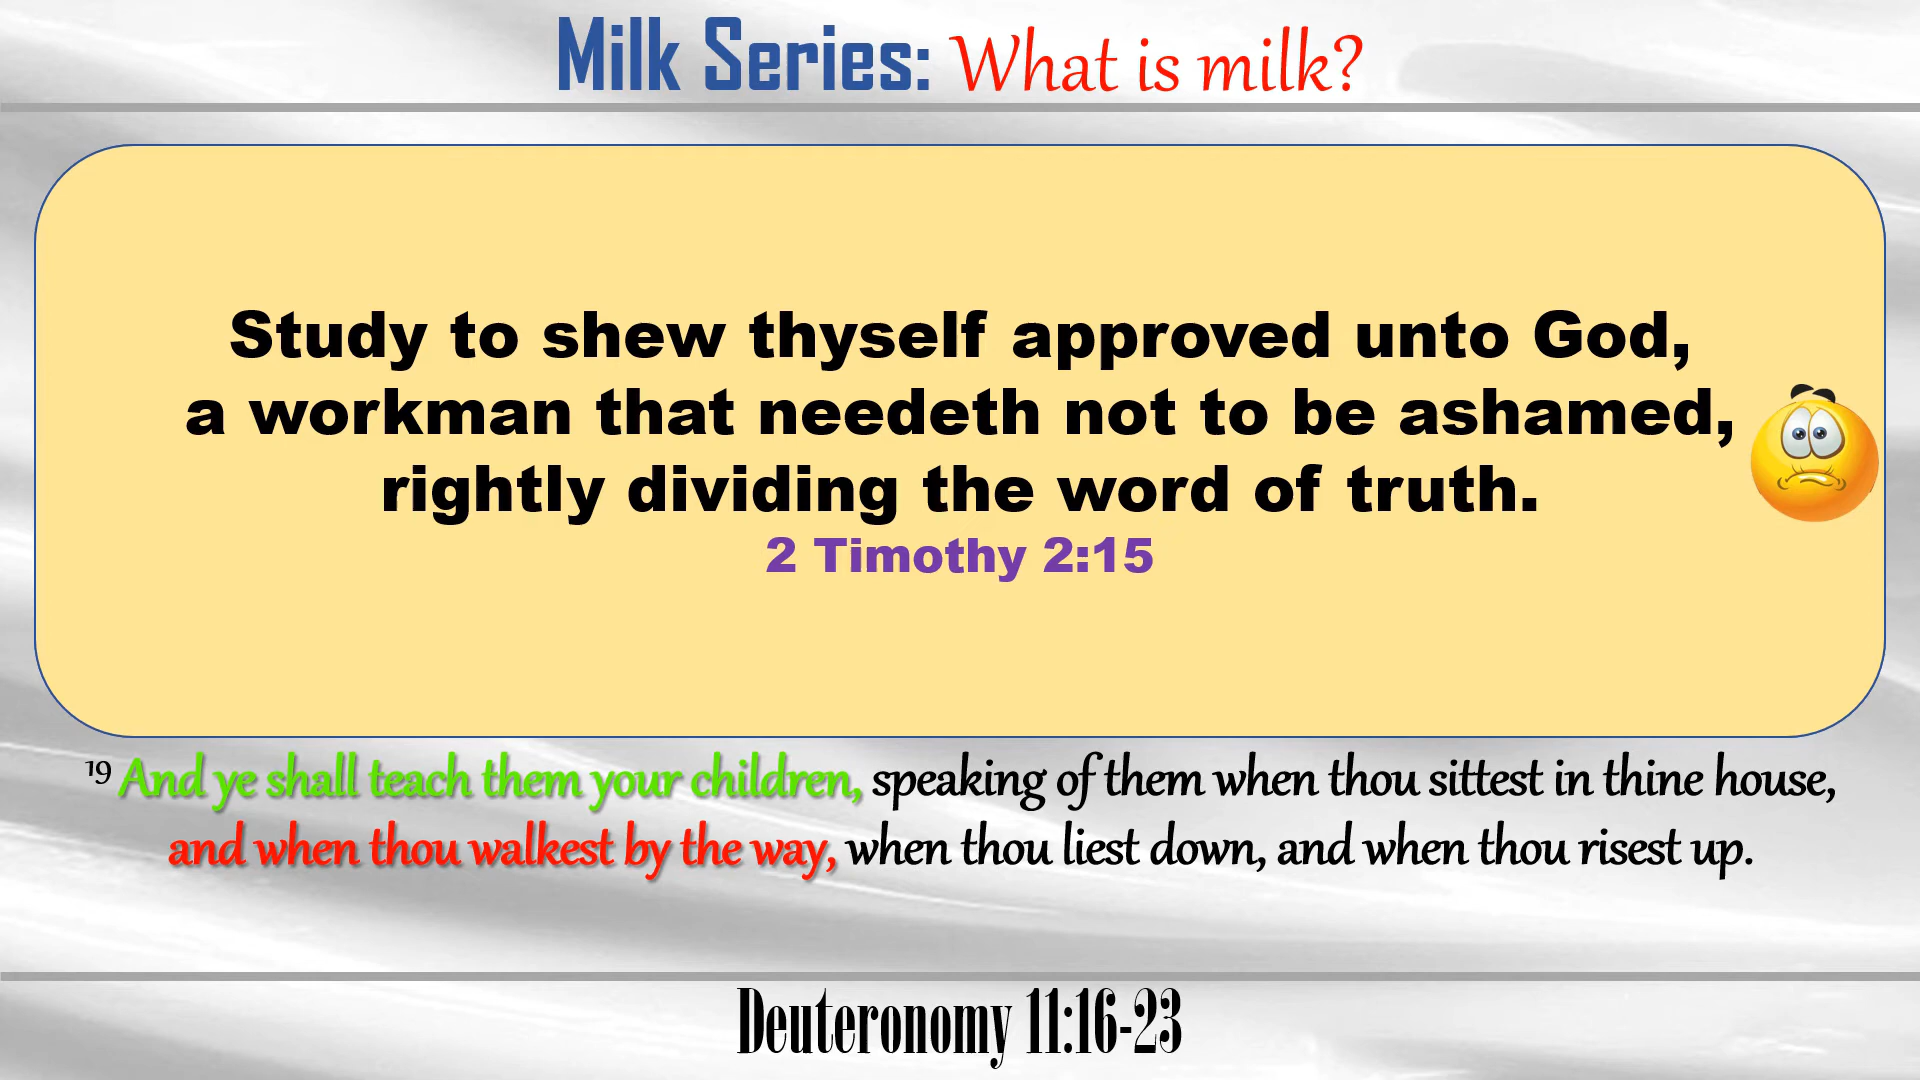 Milk Series: What is milk?
Study to shew thyself approved unto God,
a workman that needeth not to be ashamed,
rightly dividing the word of truth.
2 Timothy 2:15
19 And ye shall teach them your children, speaking of them when thou sittest in thine house,
and when thou walkest by the way, when thou liest down, and when thou risest up.
Deuteronomy 11:16-23